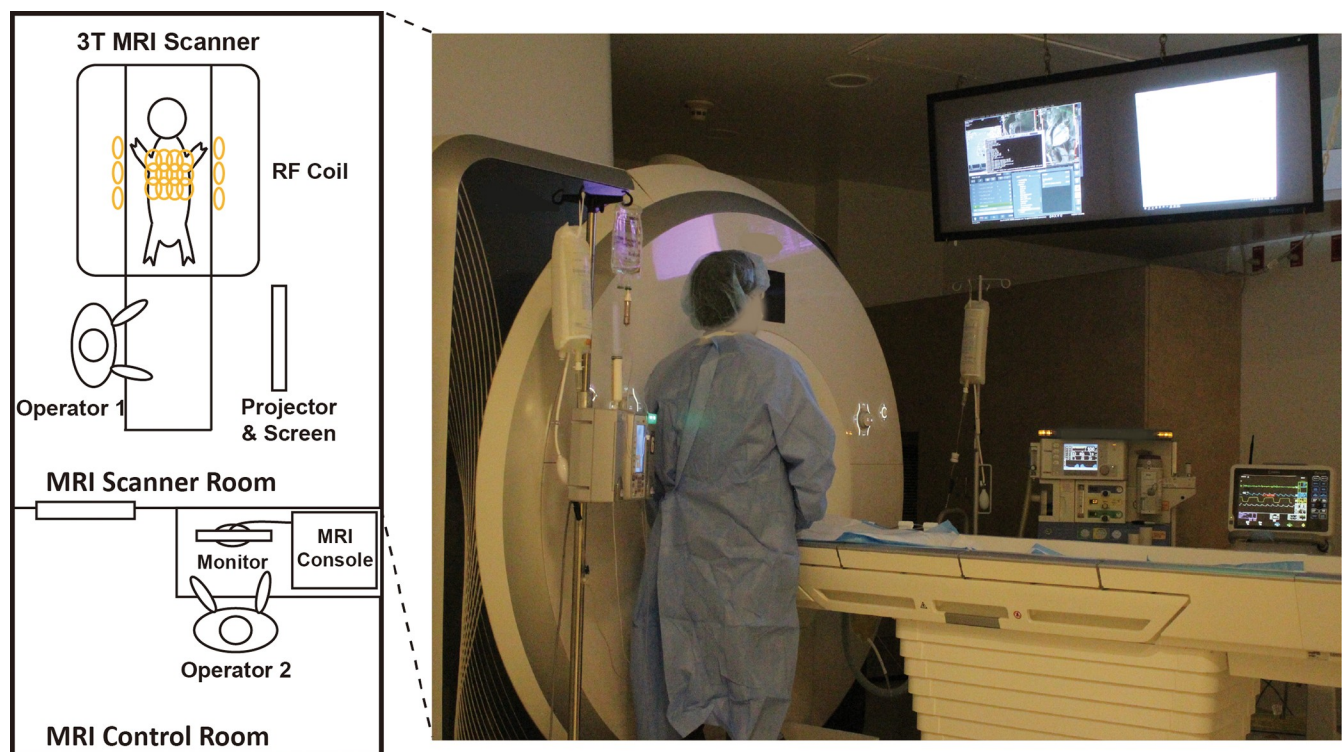 3T MRI Scanner
RF Coil
Operator 1
Projector
& Screen
MRI Scanner Room
Monitor
MRI
Console
Operator 2
MRI Control Room